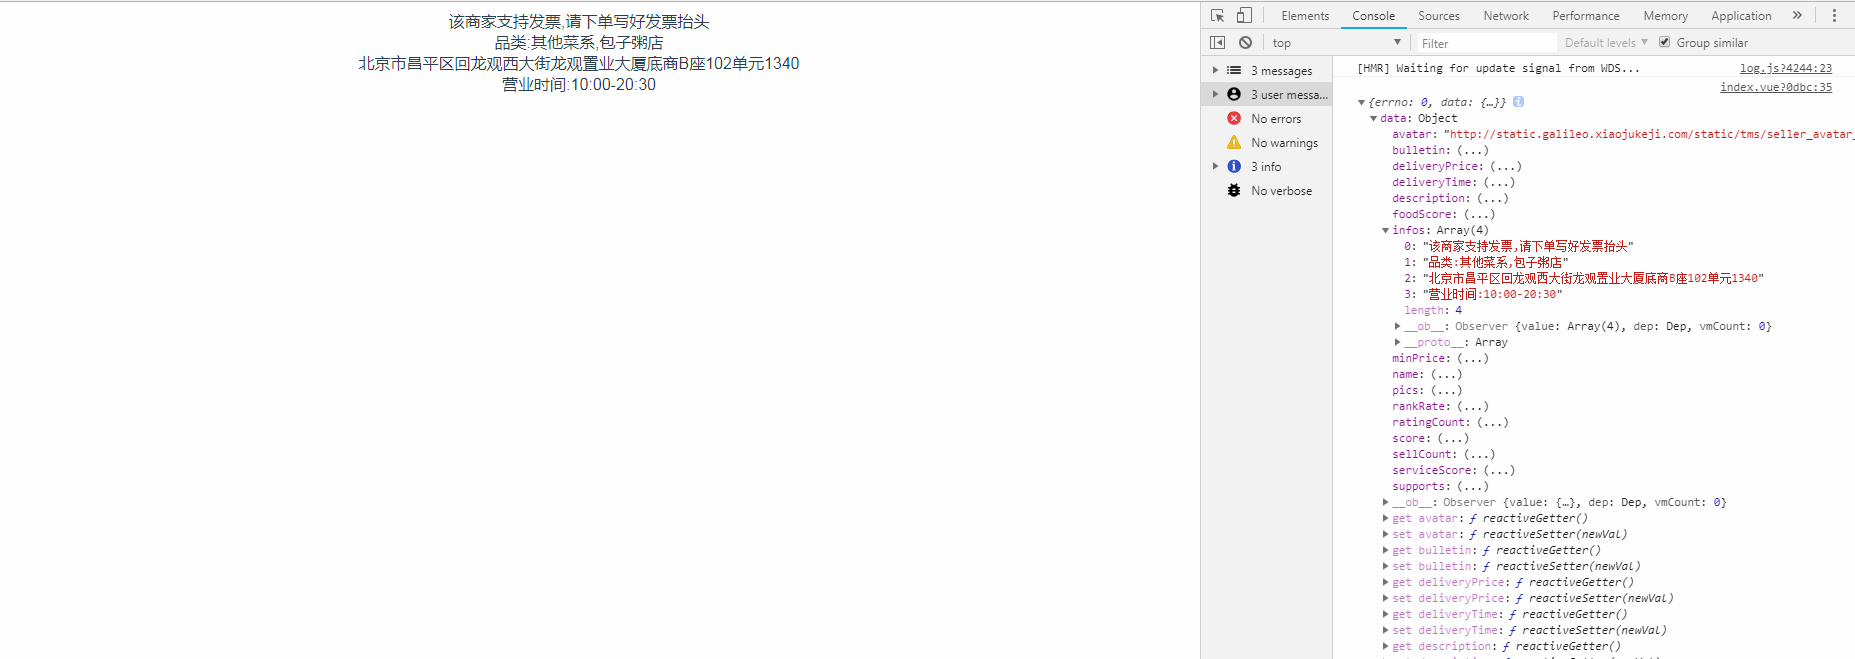 该商家支持发票,请下单写好发票抬头
品类:其他菜系,包子粥店
北京市昌平区回龙观西大街龙观置业大厦底商B座102单元1340
营业时间:10:00-20:30
Elements Console Sources Network Performance Memory Application »
top Filter Default levels Group similar
3 messages
3 user messa...
No errors
No warnings
3 info
No verbose
[HMR] Waiting for update signal from WDS... log.js?4244:23
index.vue?0dbc:35
{errno: 0, data: {…}}
data: Object
avatar: "http://static.galileo.xiaojukeji.com/static/tms/seller_avatar_
bulletin: (...)
deliveryPrice: (...)
deliveryTime: (...)
description: (...)
foodScore: (...)
infos: Array(4)
0: "该商家支持发票,请下单写好发票抬头"
1: "品类:其他菜系,包子粥店"
2: "北京市昌平区回龙观西大街龙观置业大厦底商B座102单元1340"
3: "营业时间:10:00-20:30"
length: 4
__ob__: Observer {value: Array(4), dep: Dep, vmCount: 0}
__proto__: Array
minPrice: (...)
name: (...)
pics: (...)
rankRate: (...)
ratingCount: (...)
score: (...)
sellCount: (...)
serviceScore: (...)
supports: (...)
__ob__: Observer {value: {…}, dep: Dep, vmCount: 0}
get avatar: ƒ reactiveGetter()
set avatar: ƒ reactiveSetter(newVal)
get bulletin: ƒ reactiveGetter()
set bulletin: ƒ reactiveSetter(newVal)
get deliveryPrice: ƒ reactiveGetter()
set deliveryPrice: ƒ reactiveSetter(newVal)
get deliveryTime: ƒ reactiveGetter()
set deliveryTime: ƒ reactiveSetter(newVal)
get description: ƒ reactiveGetter()